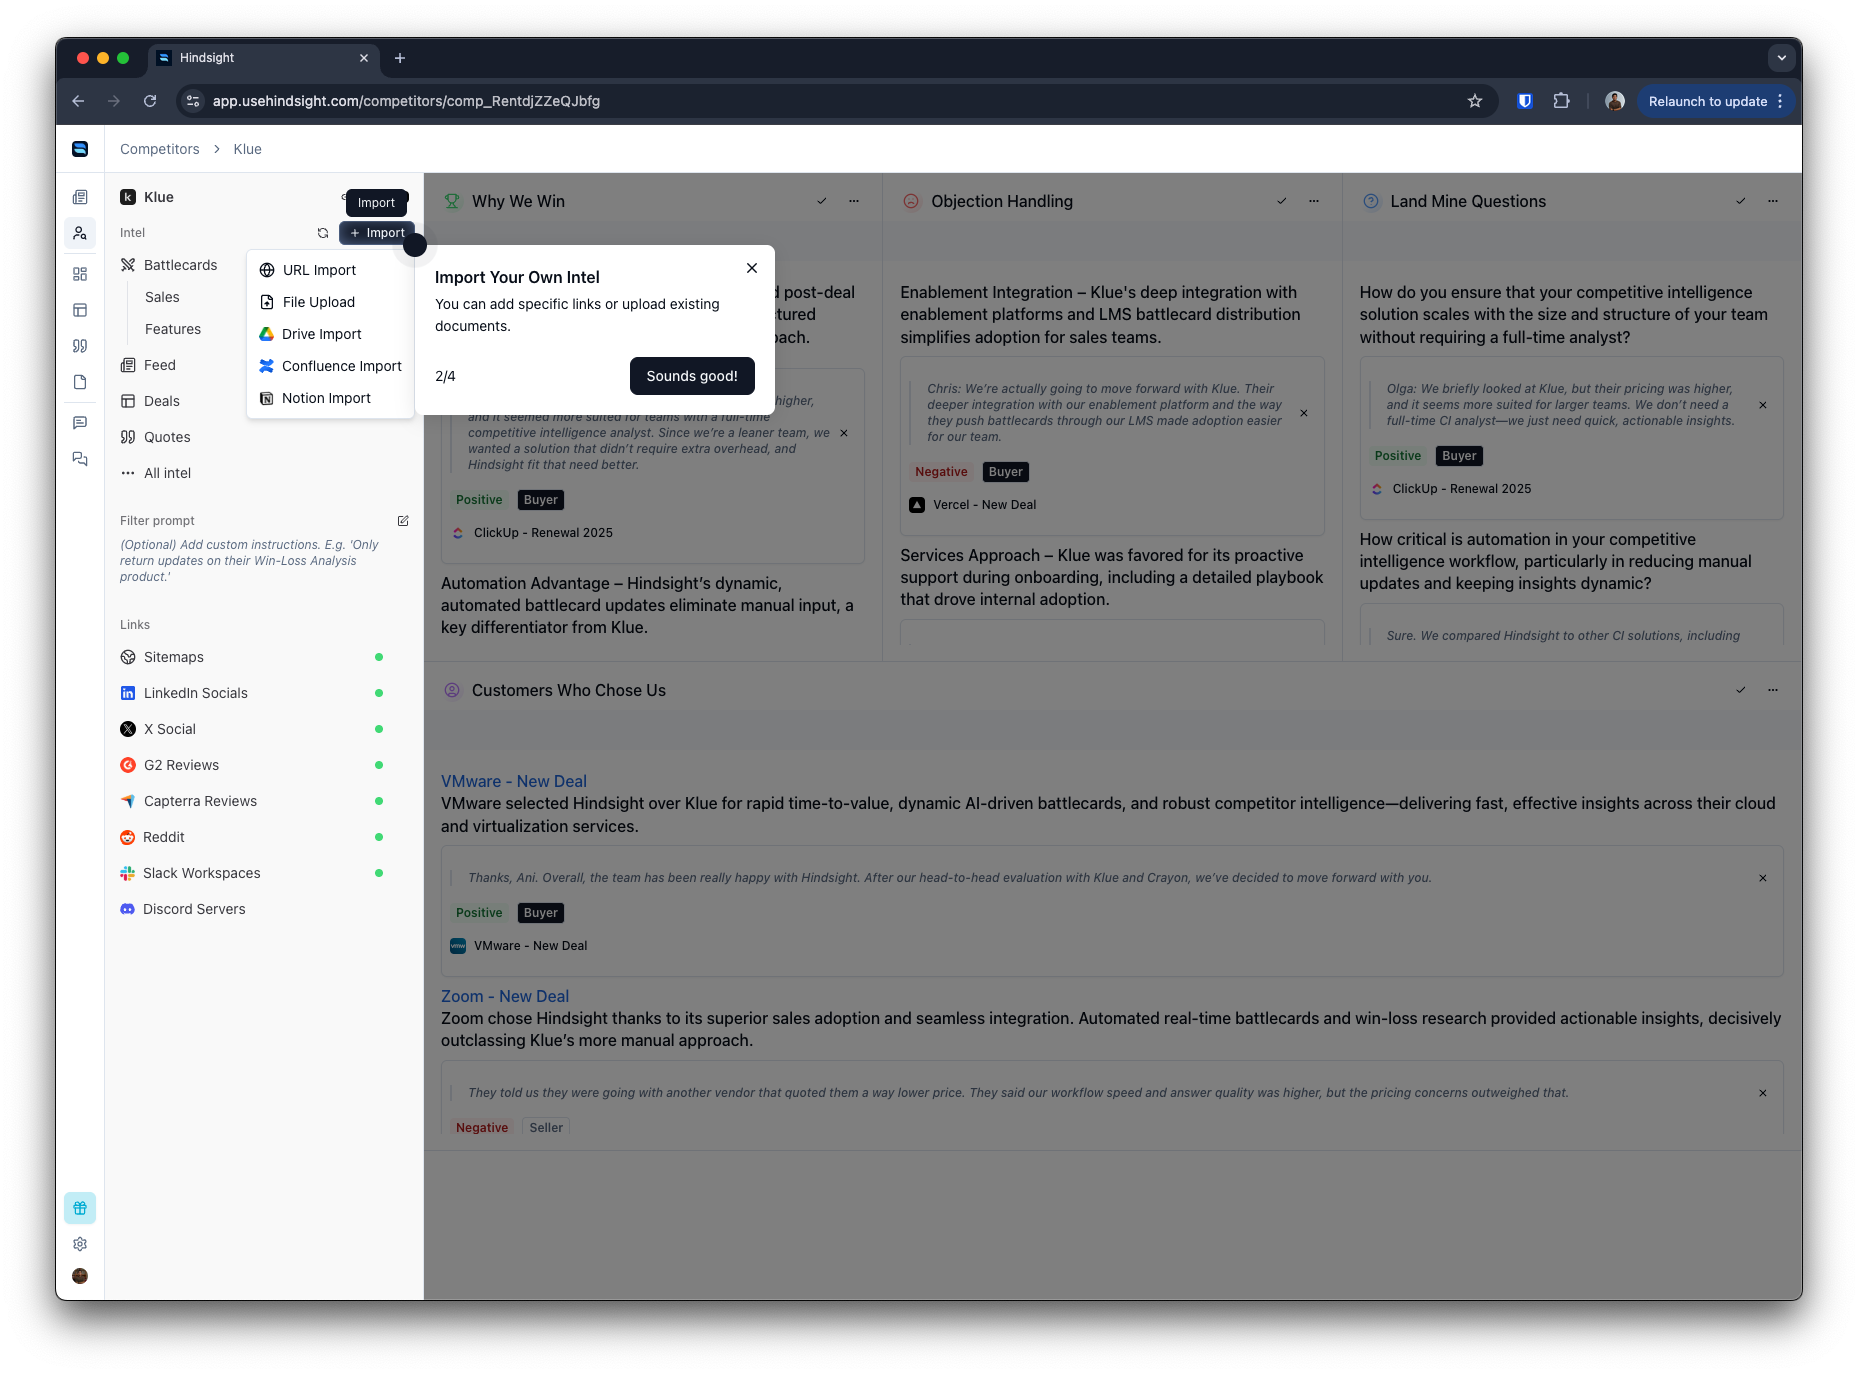 Hindsight
app.usehindsight.com/competitors/comp_RentdjZZeQJbfg
Relaunch to update
Competitors
Klue
Klue
Import
Intel
+ Import
Battlecards
Sales
Features
Feed
Deals
Quotes
All intel
URL Import
File Upload
Drive Import
Confluence Import
Notion Import
Import Your Own Intel
You can add specific links or upload existing
documents.
2/4
Sounds good!
Filter prompt
(Optional) Add custom instructions. E.g. 'Only
return updates on their Win-Loss Analysis
product.'
Links
Sitemaps
LinkedIn Socials
X Social
G2 Reviews
Capterra Reviews
Reddit
Slack Workspaces
Discord Servers
Why We Win
post-deal
higher,
and it seemed more suited for teams with a full-time
competitive intelligence analyst. Since we’re a leaner team, we
wanted a solution that didn’t require extra overhead, and
Hindsight fit that need better.
Positive
Buyer
ClickUp - Renewal 2025
Automation Advantage – Hindsight’s dynamic,
automated battlecard updates eliminate manual input, a
key differentiator from Klue.
Objection Handling
Enablement Integration – Klue's deep integration with
enablement platforms and LMS battlecard distribution
simplifies adoption for sales teams.
Chris: We’re actually going to move forward with Klue. Their
deeper integration with our enablement platform and the way
they push battlecards through our LMS made adoption easier
for our team.
Negative
Buyer
Vercel - New Deal
Services Approach – Klue was favored for its proactive
support during onboarding, including a detailed playbook
that drove internal adoption.
Land Mine Questions
How do you ensure that your competitive intelligence
solution scales with the size and structure of your team
without requiring a full-time analyst?
Olga: We briefly looked at Klue, but their pricing was higher,
and it seems more suited for larger teams. We don’t need a
full-time CI analyst—we just need quick, actionable insights.
Positive
Buyer
ClickUp - Renewal 2025
How critical is automation in your competitive
intelligence workflow, particularly in reducing manual
updates and keeping insights dynamic?
Sure. We compared Hindsight to other CI solutions, including
Customers Who Chose Us
VMware - New Deal
VMware selected Hindsight over Klue for rapid time-to-value, dynamic AI-driven battlecards, and robust competitor intelligence—delivering fast, effective insights across their cloud
and virtualization services.
Thanks, Ani. Overall, the team has been really happy with Hindsight. After our head-to-head evaluation with Klue and Crayon, we’ve decided to move forward with you.
Positive
Buyer
VMware - New Deal
Zoom - New Deal
Zoom chose Hindsight thanks to its superior sales adoption and seamless integration. Automated real-time battlecards and win-loss research provided actionable insights, decisively
outclassing Klue’s more manual approach.
They told us they were going with another vendor that quoted them a way lower price. They said our workflow speed and answer quality was higher, but the pricing concerns outweighed that.
Negative
Seller